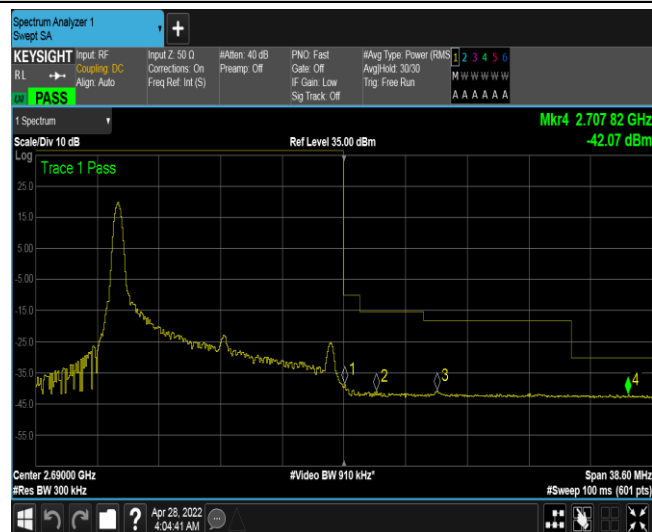 Spectrum Analyzer 1
Swept SA
+
KEYSIGHT Input: RF Input Z: 50 Ω #Atten: 40 dB PNO: Fast #Avg Type: Power (RMS 1 2 3 4 5 6
RL Coupling: DC Corrections: On Preamp: Off Gate: Off Avg|Hold: 30/30 M W W W W W
Align: Auto Freq Ref: Int (S) IF Gain: Low Trig: Free Run
PASS Sig Track: Off A A A A A A
1 Spectrum Mkr4 2.707 82 GHz
Scale/Div 10 dB Ref Level 35.00 dBm -42.07 dBm
Log
Trace 1 Pass
25.0
15.0
5.00
-5.00
-15.0
-25.0
-35.0
1 2 3 4
-45.0
-55.0
Center 2.69000 GHz #Video BW 910 kHz* Span 38.60 MHz
#Res BW 300 kHz #Sweep 100 ms (601 pts)
? Apr 28, 2022
4:04:41 AM